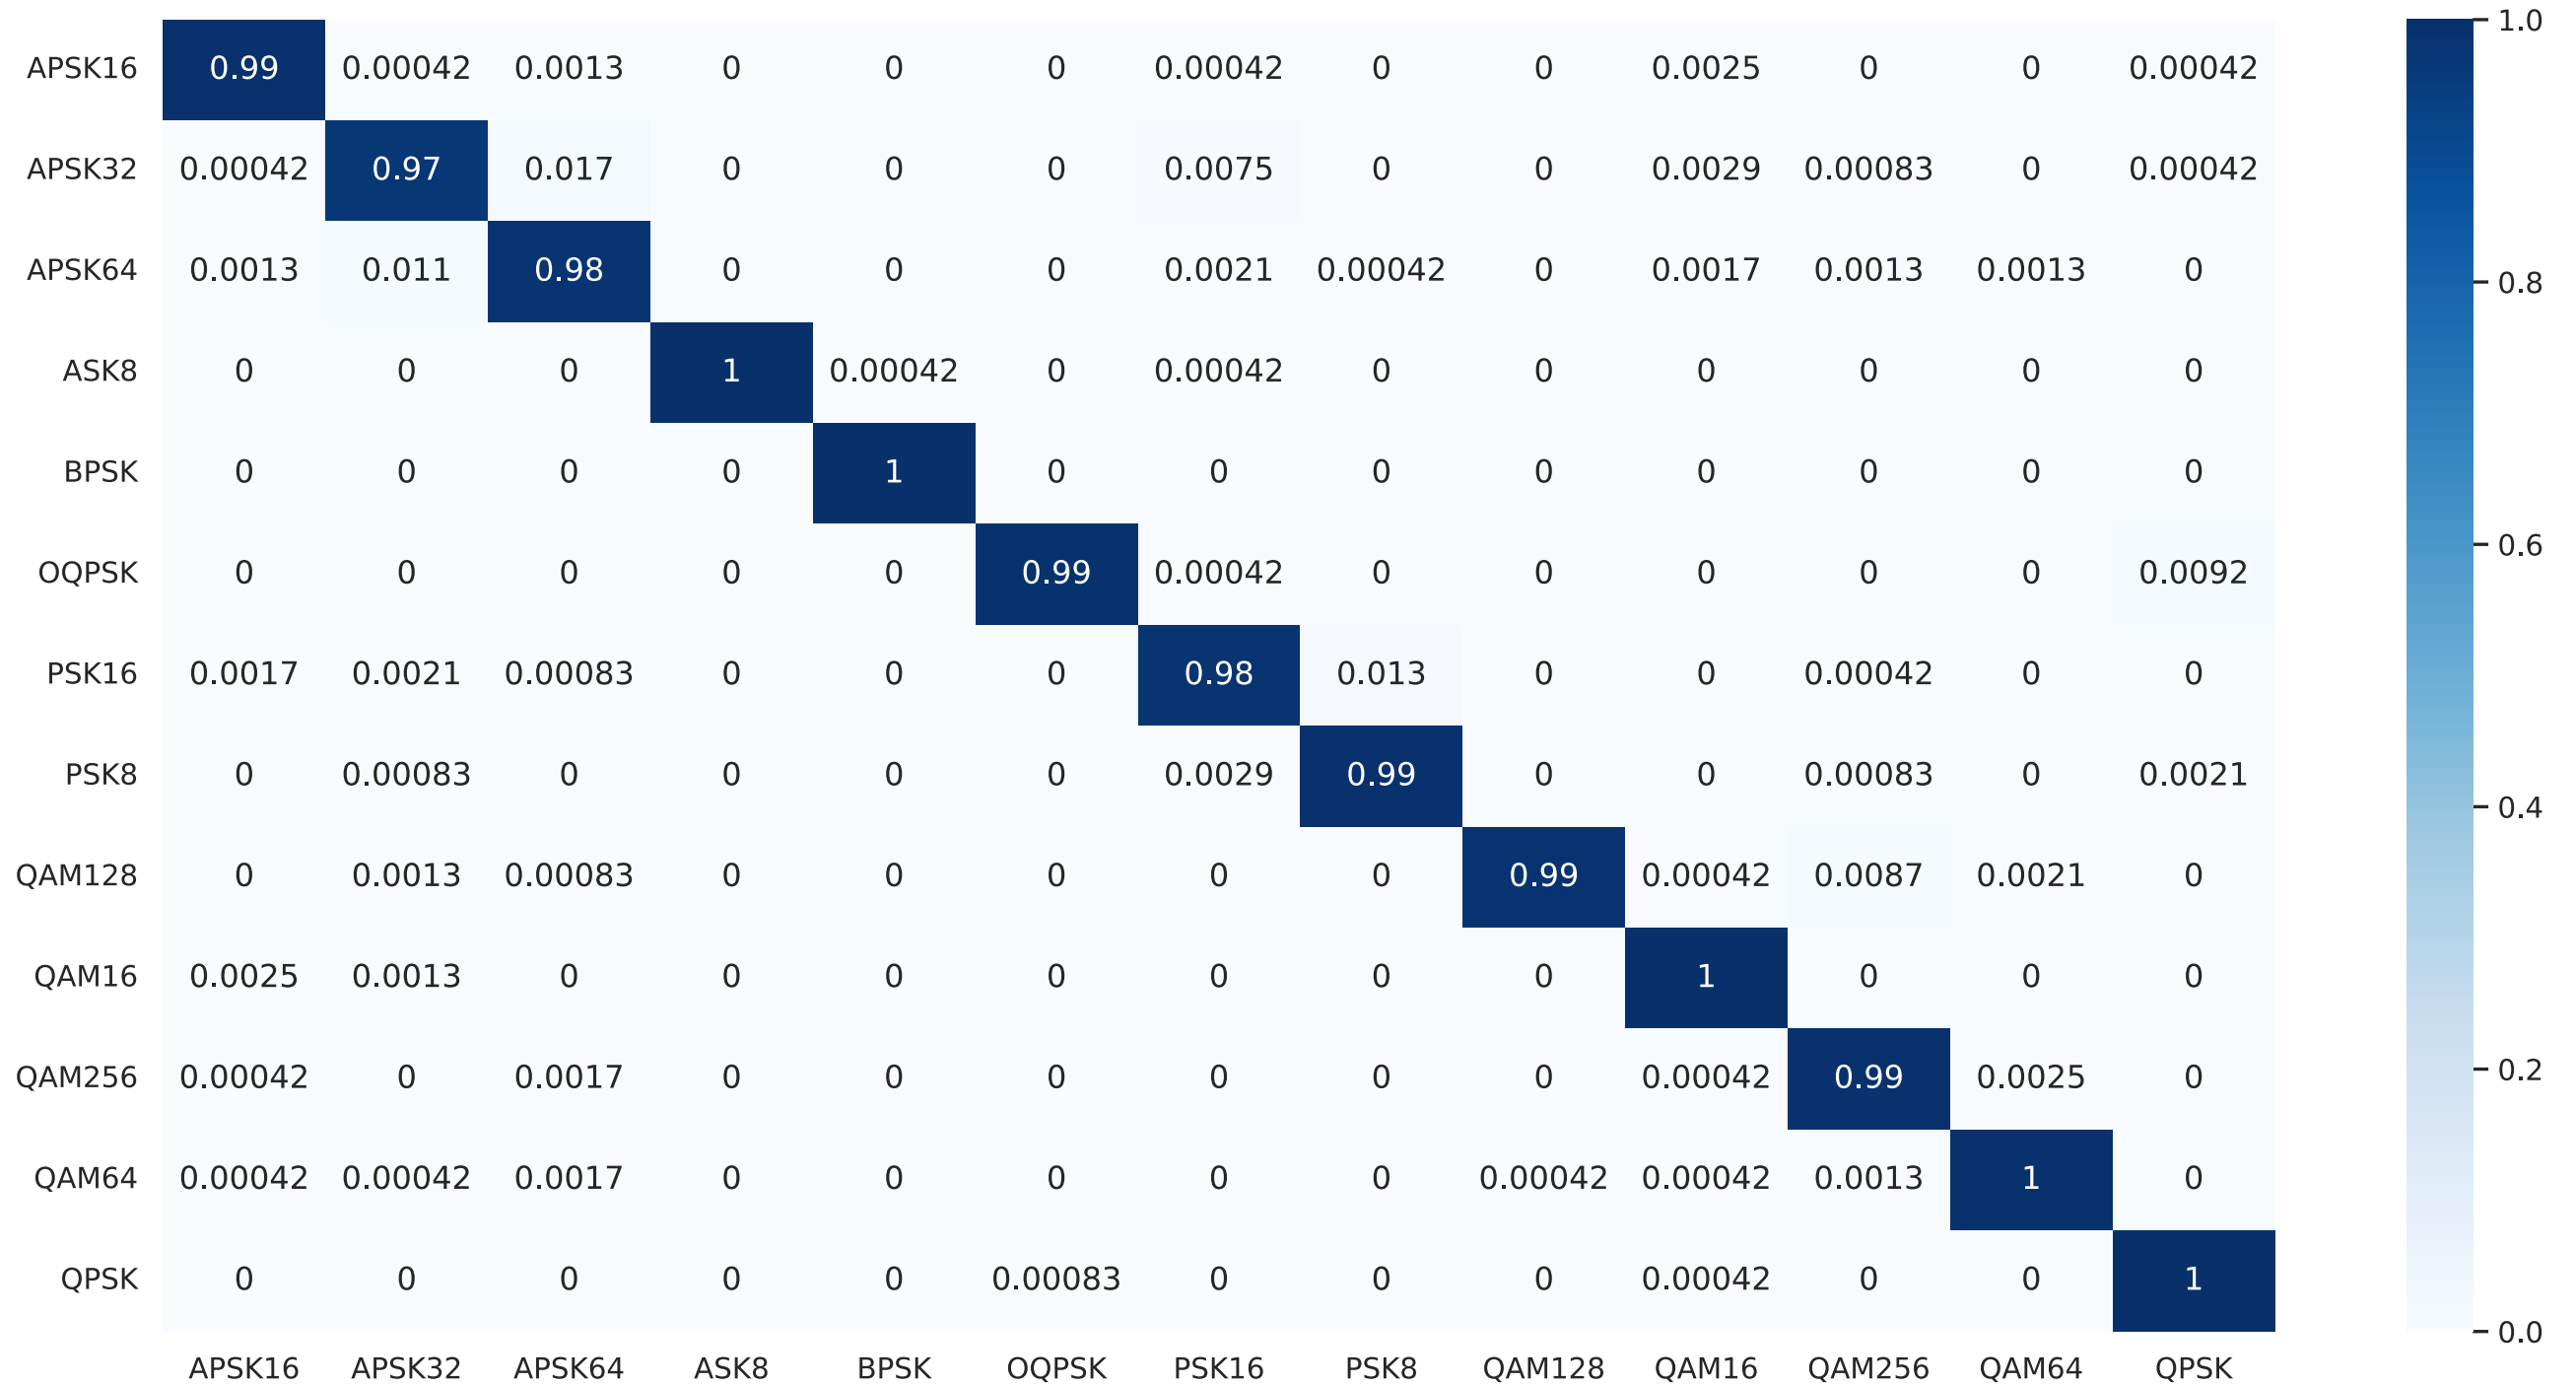 APSK16 0.99 0.00042 0.0013 0 0 0 0.00042 0 0 0.0025 0 0 0.00042
APSK32 0.00042 0.97 0.017 0 0 0 0.0075 0 0 0.0029 0.00083 0 0.00042
APSK64 0.0013 0.011 0.98 0 0 0 0.0021 0.00042 0 0.0017 0.0013 0.0013 0
ASK8 0 0 0 1 0.00042 0 0.00042 0 0 0 0 0 0
BPSK 0 0 0 0 1 0 0 0 0 0 0 0 0
OQPSK 0 0 0 0 0 0.99 0.00042 0 0 0 0 0 0.0092
PSK16 0.0017 0.0021 0.00083 0 0 0 0.98 0.013 0 0 0.00042 0 0
PSK8 0 0.00083 0 0 0 0 0.0029 0.99 0 0 0.00083 0 0.0021
QAM128 0 0.0013 0.00083 0 0 0 0 0 0.99 0.00042 0.0087 0.0021 0
QAM16 0.0025 0.0013 0 0 0 0 0 0 0 1 0 0 0
QAM256 0.00042 0 0.0017 0 0 0 0 0 0 0.00042 0.99 0.0025 0
QAM64 0.00042 0.00042 0.0017 0 0 0 0 0 0.00042 0.00042 0.0013 1 0
QPSK 0 0 0 0 0 0.00083 0 0 0 0.00042 0 0 1
APSK16 APSK32 APSK64 ASK8 BPSK OQPSK PSK16 PSK8 QAM128 QAM16 QAM256 QAM64 QPSK
1.0
0.8
0.6
0.4
0.2
0.0